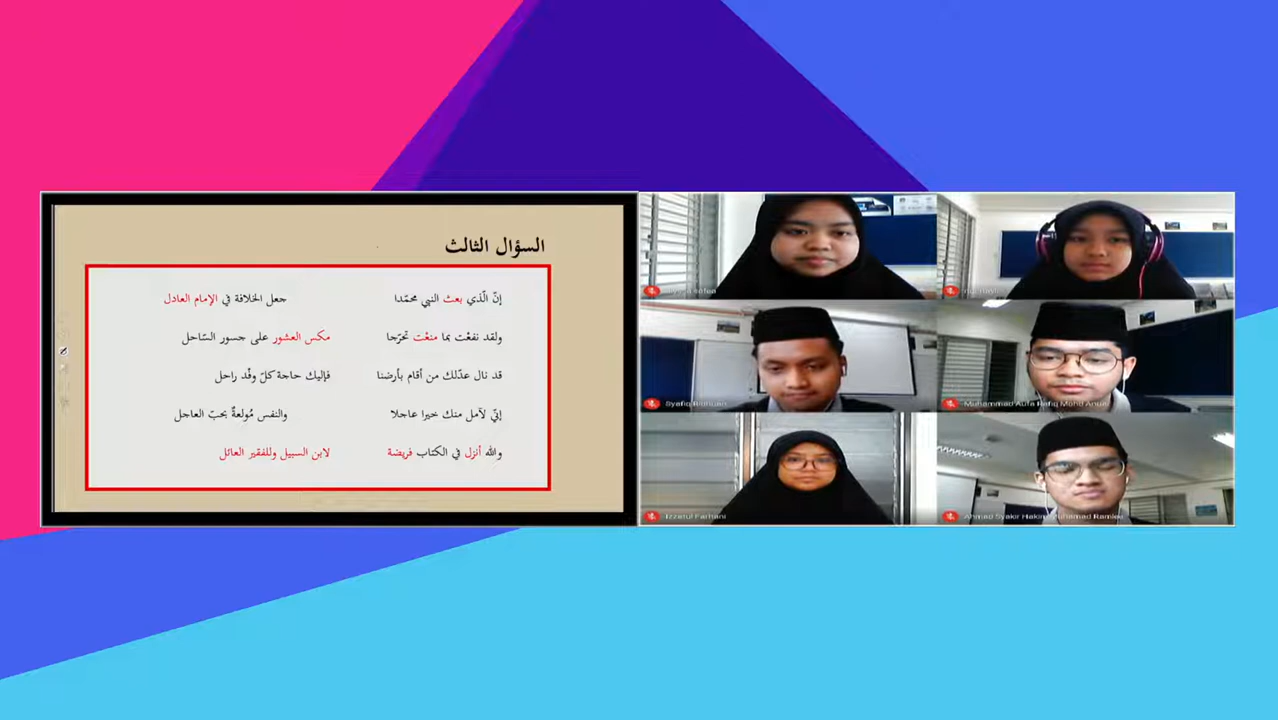 السؤال الثالث
إنّ الّذي بعث النبي محمّدا جعل الخلافة في الإمام العادل
ولقد نفعْت بما منعْت تحرّجا مكس العشور على جسور السّاحل
قد نال عدّلك من أقام بأرضنا فإليك حاجة كلّ وفْد راحل
إنّي لآمل منك خيرا عاجلا والنفس مُولعةٌ بحبّ العاجل
والله أنزل في الكتاب فريضة لابن السبيل وللفقير العائل
Syafiq Ridhuan
Muhammad Aufa Rafiq Mohd Anuar
Izzatul Farhani
Ahmad Syakir Hakim Muhamad Ramlee